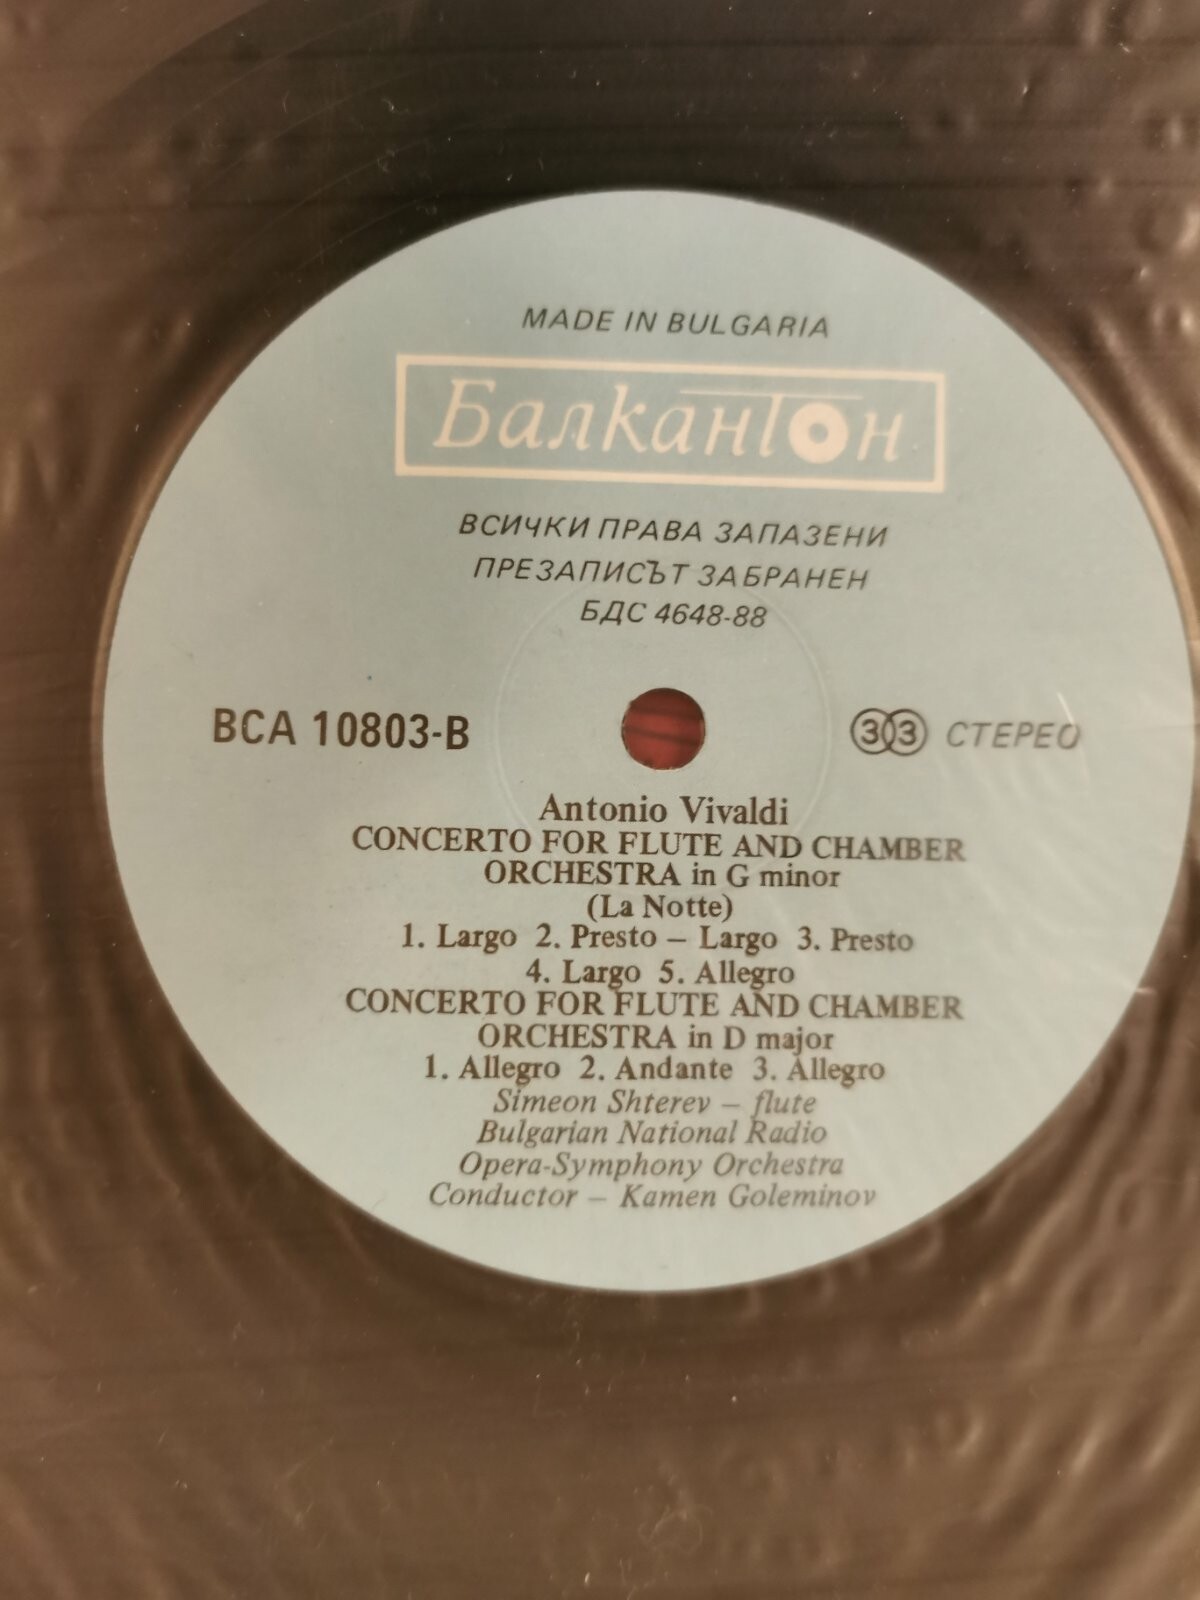 MADE IN BULGARIA
Балкантон
ВСИЧКИ ПРАВА ЗАПАЗЕНИ
ПРЕЗАПИСЪТ ЗАБРАНЕН
БДС 4648-88
ВСА 10803-В
33 СТЕРЕО
Antonio Vivaldi
CONCERTO FOR FLUTE AND CHAMBER
ORCHESTRA in G minor
(La Notte)
1. Largo 2. Presto – Largo 3. Presto
4. Largo 5. Allegro
CONCERTO FOR FLUTE AND CHAMBER
ORCHESTRA in D major
1. Allegro 2. Andante 3. Allegro
Simeon Shterev – flute
Bulgarian National Radio
Opera-Symphony Orchestra
Conductor – Kamen Goleminov